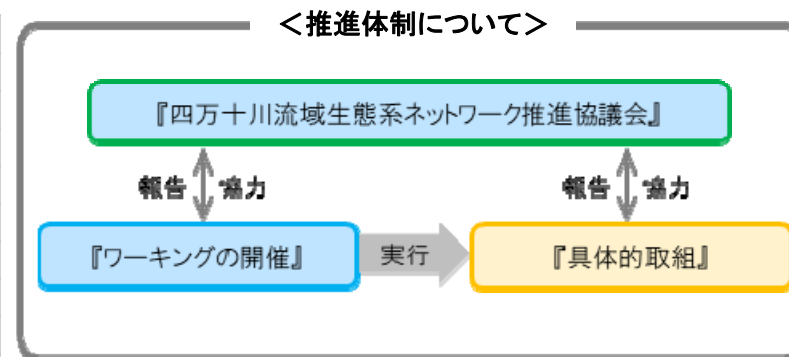 ＜推進体制について＞
『四万十川流域生態系ネットワーク推進協議会』
報告 協力 報告 協力
『ワーキングの開催』 実行 『具体的取組』